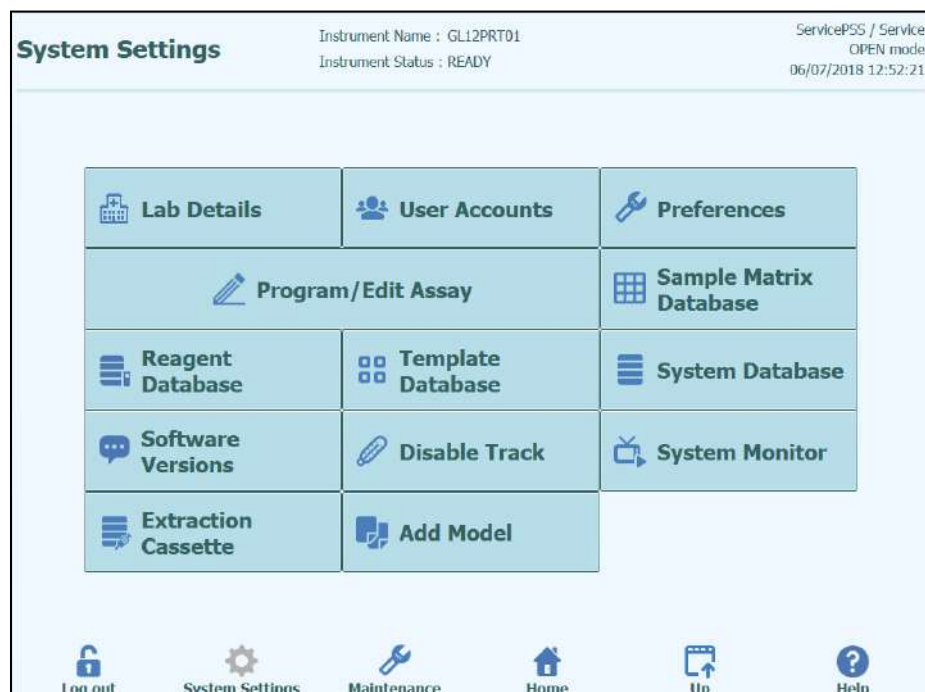 System Settings
Instrument Name : GL12PRT01
Instrument Status : READY
ServicePSS / Service
OPEN mode
06/07/2018 12:52:21
Lab Details
User Accounts
Preferences
Program/Edit Assay
Sample Matrix
Database
Reagent
Database
Template
Database
System Database
Software
Versions
Disable Track
System Monitor
Extraction
Cassette
Add Model
Log out
System Settings
Maintenance
Home
Up
Help